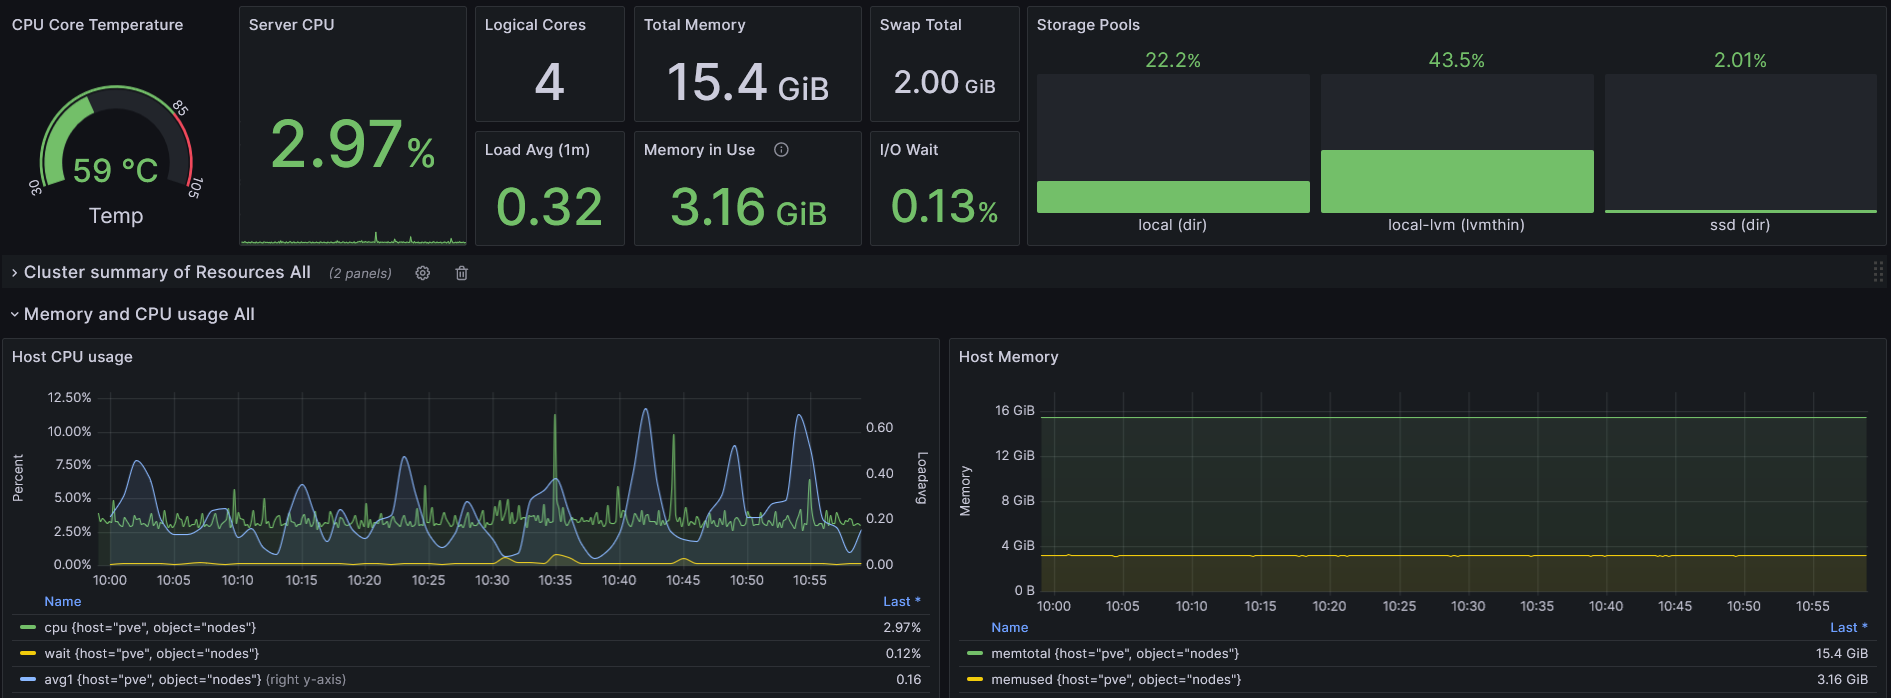 CPU Core Temperature
30
85
105
59 °C
Temp
Server CPU
2.97%
Logical Cores
4
Total Memory
15.4 GiB
Swap Total
2.00 GiB
Load Avg (1m)
0.32
Memory in Use
3.16 GiB
I/O Wait
0.13%
Storage Pools
22.2%
43.5%
2.01%
local (dir)
local-lvm (lvmthin)
ssd (dir)
Cluster summary of Resources All (2 panels)
Memory and CPU usage All
Host CPU usage
Percent
12.50%
10.00%
7.50%
5.00%
2.50%
0.00%
0.60
0.40
0.20
0.00
Loadavg
10:00 10:05 10:10 10:15 10:20 10:25 10:30 10:35 10:40 10:45 10:50 10:55
Name Last *
cpu {host="pve", object="nodes"} 2.97%
wait {host="pve", object="nodes"} 0.12%
avg1 {host="pve", object="nodes"} (right y-axis) 0.16
Host Memory
Memory
16 GiB
12 GiB
8 GiB
4 GiB
0 B
10:00 10:05 10:10 10:15 10:20 10:25 10:30 10:35 10:40 10:45 10:50 10:55
Name Last *
memtotal {host="pve", object="nodes"} 15.4 GiB
memused {host="pve", object="nodes"} 3.16 GiB